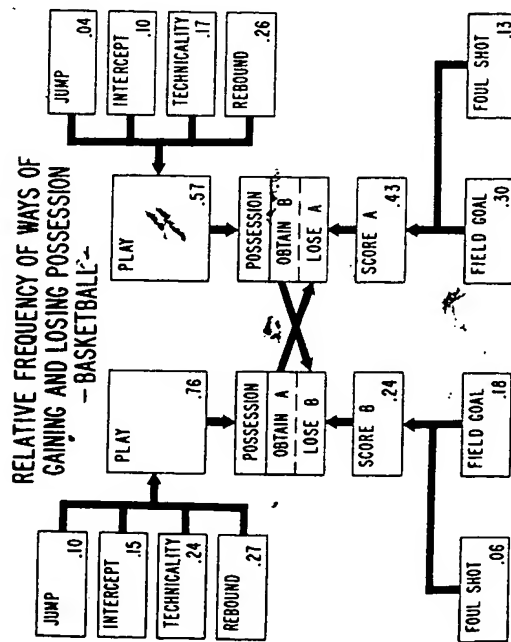 RELATIVE FREQUENCY OF WAYS OF
GAINING AND LOSING POSSESSION
- BASKETBALL -
JUMP
.10
INTERCEPT
.15
TECHNICALITY
.24
REBOUND
.27
PLAY
.76
POSSESSION
OBTAIN A
LOSE B
SCORE B
.24
FOUL SHOT
.06
FIELD GOAL
.18
JUMP
.04
INTERCEPT
.10
TECHNICALITY
.17
REBOUND
.26
PLAY
.57
POSSESSION
OBTAIN B
LOSE A
SCORE A
.43
FIELD GOAL
.30
FOUL SHOT
.13